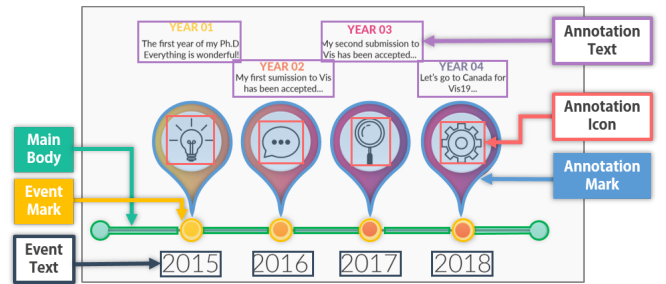 YEAR 01
The first year of my Ph.D
Everything is wonderful!
YEAR 02
My first sumission to Vis
has been accepted...
YEAR 03
My second submission to
Vis has been accepted...
YEAR 04
Let's go to Canada for
Vis19...
Annotation
Text
Annotation
Icon
Annotation
Mark
Main
Body
Event
Mark
Event
Text
2015
2016
2017
2018